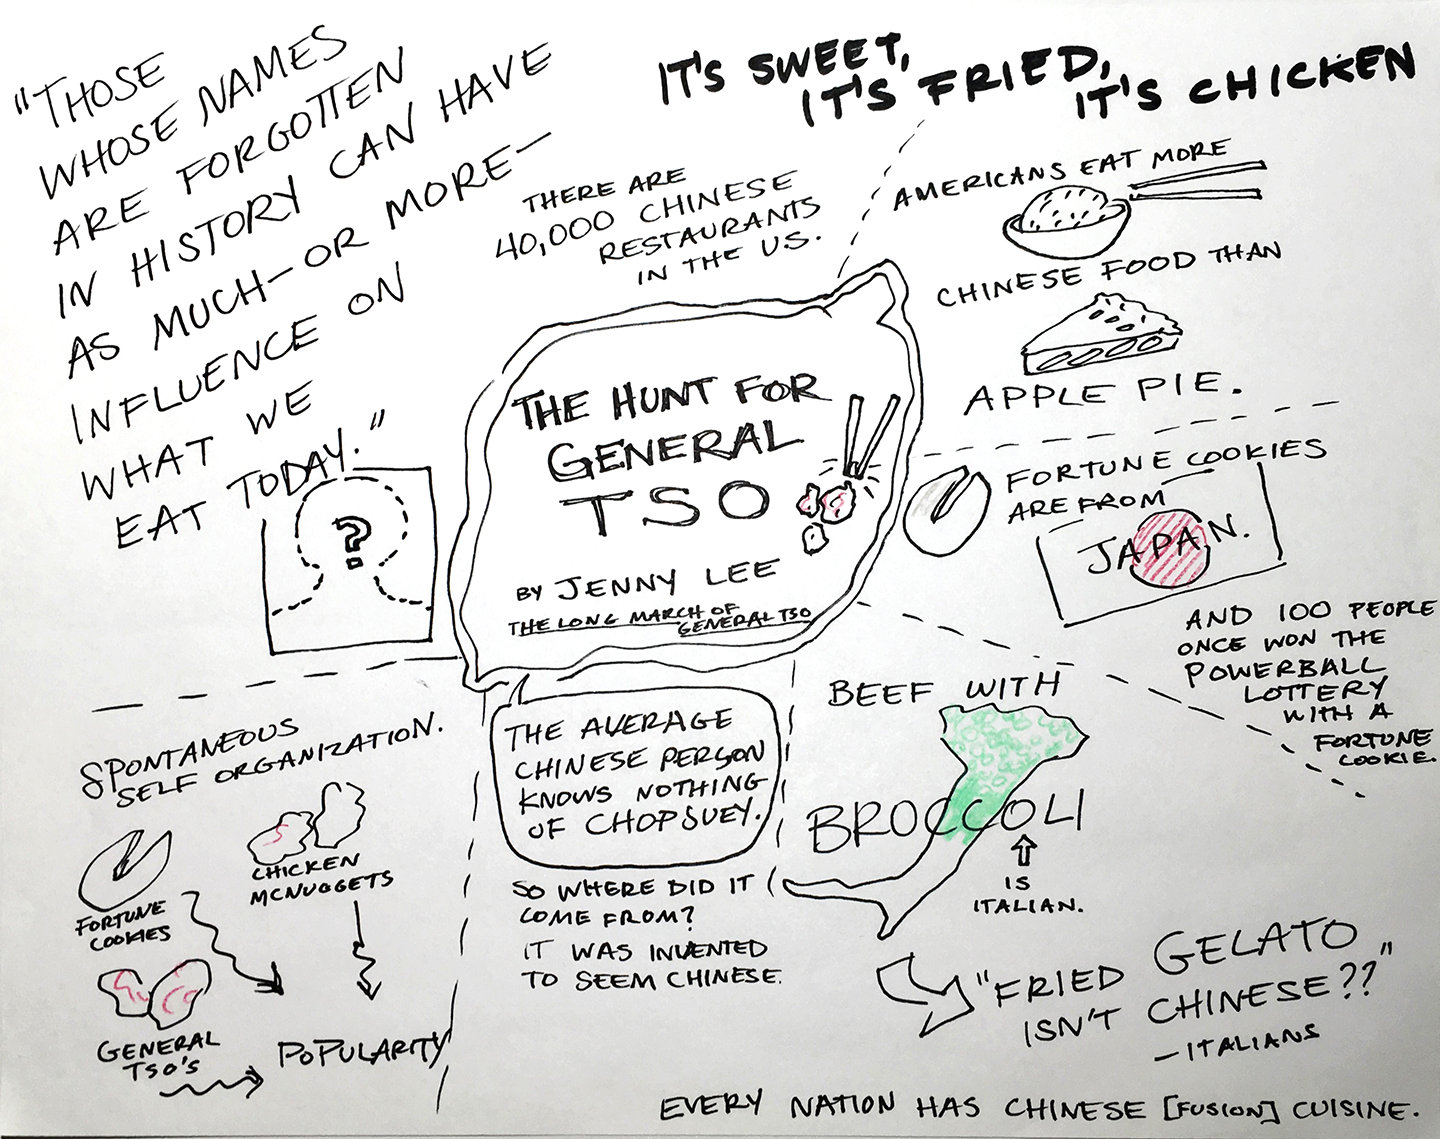 "THOSE
WHOSE NAMES
ARE FORGOTTEN
IN HISTORY CAN HAVE
AS MUCH—OR MORE—
INFLUENCE ON
WHAT WE
EAT TODAY."
?
IT'S SWEET,
IT'S FRIED,
IT'S CHICKEN
THERE ARE
40,000 CHINESE
RESTAURANTS
IN THE U.S.
AMERICANS EAT MORE
CHINESE FOOD THAN
APPLE PIE.
THE HUNT FOR
GENERAL
TSO
BY JENNY LEE
THE LONG MARCH OF
GENERAL TSO
FORTUNE COOKIES
ARE FROM
JAPAN.
AND 100 PEOPLE
ONCE WON THE
POWERBALL
LOTTERY
WITH A
FORTUNE
COOKIE.
SPONTANEOUS
SELF ORGANIZATION.
CHICKEN
MCNUGGETS
FORTUNE
COOKIES
GENERAL
TSO'S
POPULARITY
THE AVERAGE
CHINESE PERSON
KNOWS NOTHING
OF CHOPSUEY.
SO WHERE DID IT
COME FROM?
IT WAS INVENTED
TO SEEM CHINESE.
BEEF WITH
BROCCOLI
IS
ITALIAN.
"FRIED GELATO
ISN'T CHINESE??"
—ITALIANS
EVERY NATION HAS CHINESE [FUSION] CUISINE.